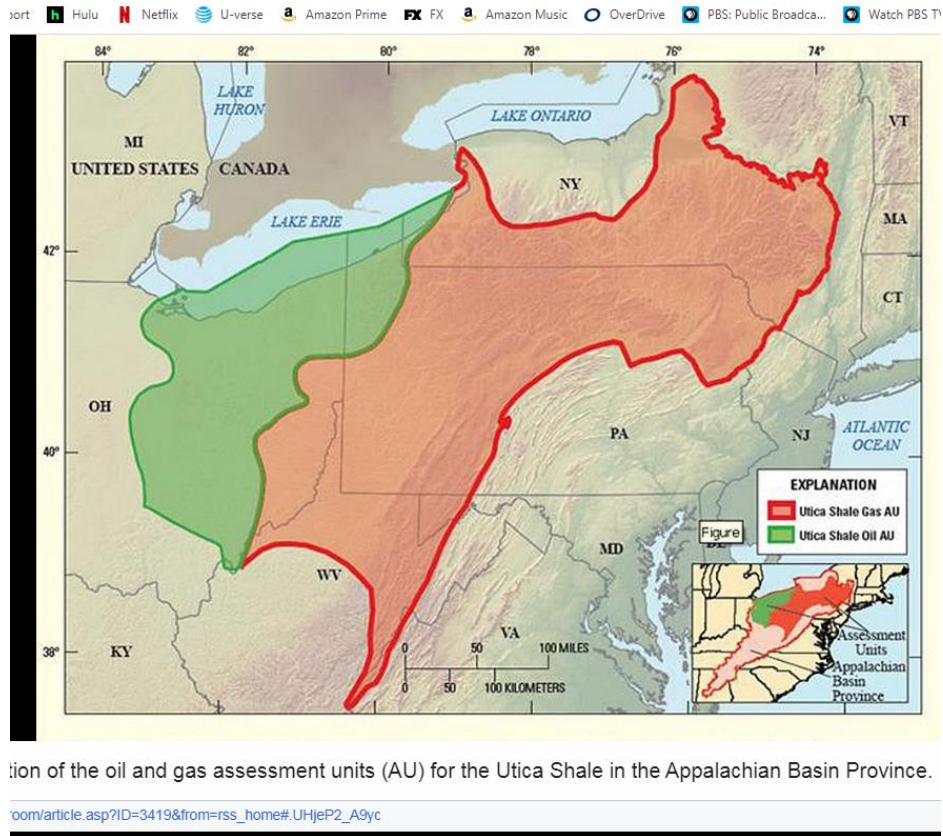 ort Hulu Netflix U-verse Amazon Prime FX FX Amazon Music OverDrive PBS: Public Broadca... Watch PBS TV
84° 82° 80° 78° 76° 74°
LAKE
HURON
LAKE ONTARIO
VT
MI
UNITED STATES CANADA
NY
MA
LAKE ERIE
42°
CT
OH
40°
PA
NJ
ATLANTIC
OCEAN
EXPLANATION
Utica Shale Gas AU
Utica Shale Oil AU
Figure
MD
WV
VA
KY
38°
0 50 100 MILES
0 50 100 KILOMETERS
Assessment
Units
Appalachian
Basin
Province
tion of the oil and gas assessment units (AU) for the Utica Shale in the Appalachian Basin Province.
room/article.asp?ID=3419&from=rss_home#.UHjeP2_A9yc